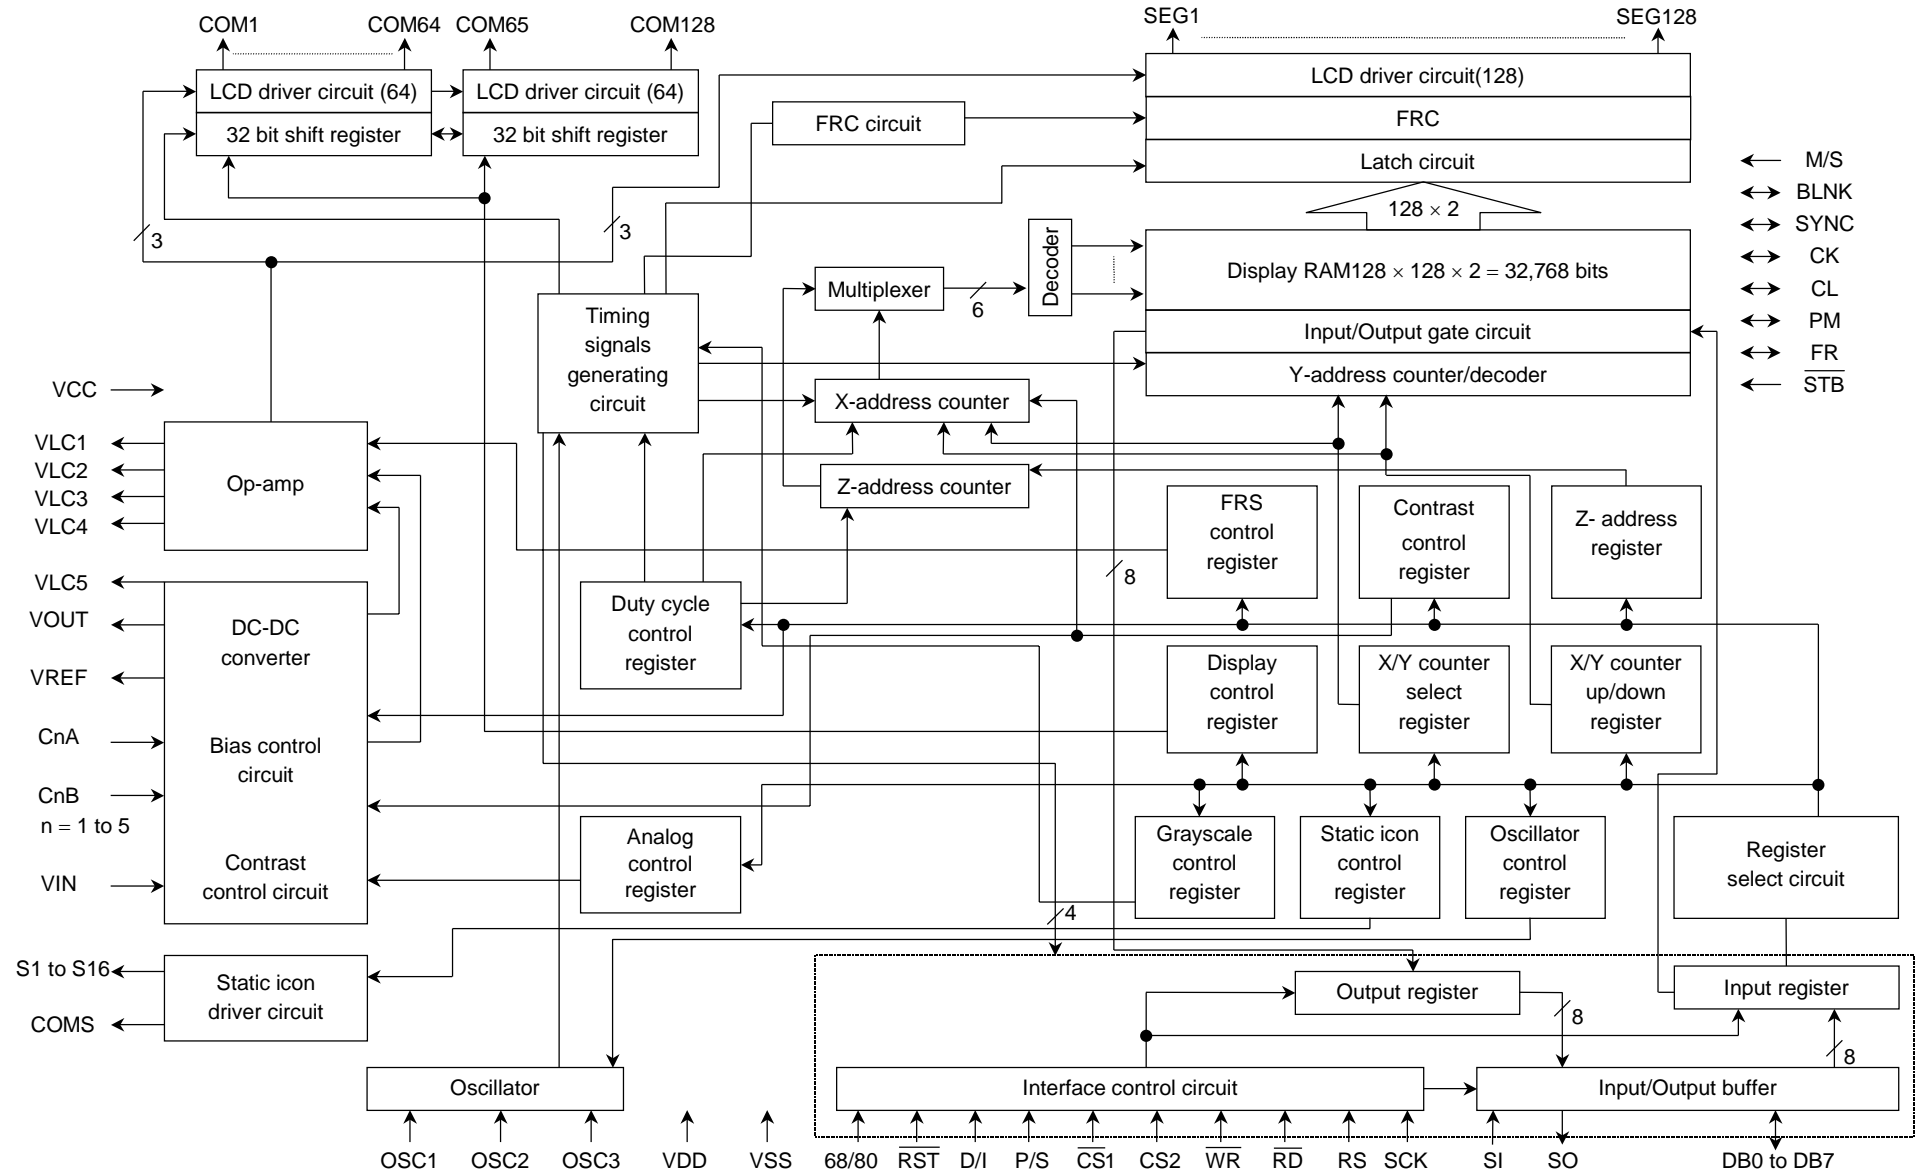 COM1
COM64
COM65
COM128
SEG1
SEG128
LCD driver circuit (64)
LCD driver circuit (64)
LCD driver circuit(128)
32 bit shift register
32 bit shift register
FRC circuit
FRC
Latch circuit
M/S
BLNK
SYNC
CK
CL
PM
FR
STB
3
3
128 × 2
Decoder
Display RAM128 × 128 × 2 = 32,768 bits
Multiplexer
6
Timing
signals
generating
circuit
Input/Output gate circuit
Y-address counter/decoder
X-address counter
Z-address counter
VCC
VLC1
VLC2
VLC3
VLC4
Op-amp
FRS
control
register
Contrast
control
register
Z- address
register
8
VLC5
VOUT
VREF
CnA
CnB
n = 1 to 5
VIN
DC-DC
converter
Bias control
circuit
Contrast
control circuit
Duty cycle
control
register
Display
control
register
X/Y counter
select
register
X/Y counter
up/down
register
Analog
control
register
Grayscale
control
register
Static icon
control
register
Oscillator
control
register
Register
select circuit
4
S1 to S16
COMS
Static icon
driver circuit
Output register
Input register
8
8
Oscillator
Interface control circuit
Input/Output buffer
OSC1
OSC2
OSC3
VDD
VSS
68/80
RST
D/I
P/S
CS1
CS2
WR
RD
RS
SCK
SI
SO
DB0 to DB7